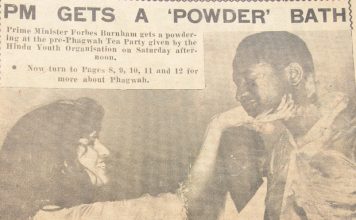 PM GETS A 'POWDER' BATH
Prime Minister Forbes Burnham gets a powder-
ing at the pre-Phagwah Tea Party given by the
Hindu Youth Organisation on Saturday after-
noon.
• Now turn to Pages 8, 9, 10, 11 and 12 for
more about Phagwah.